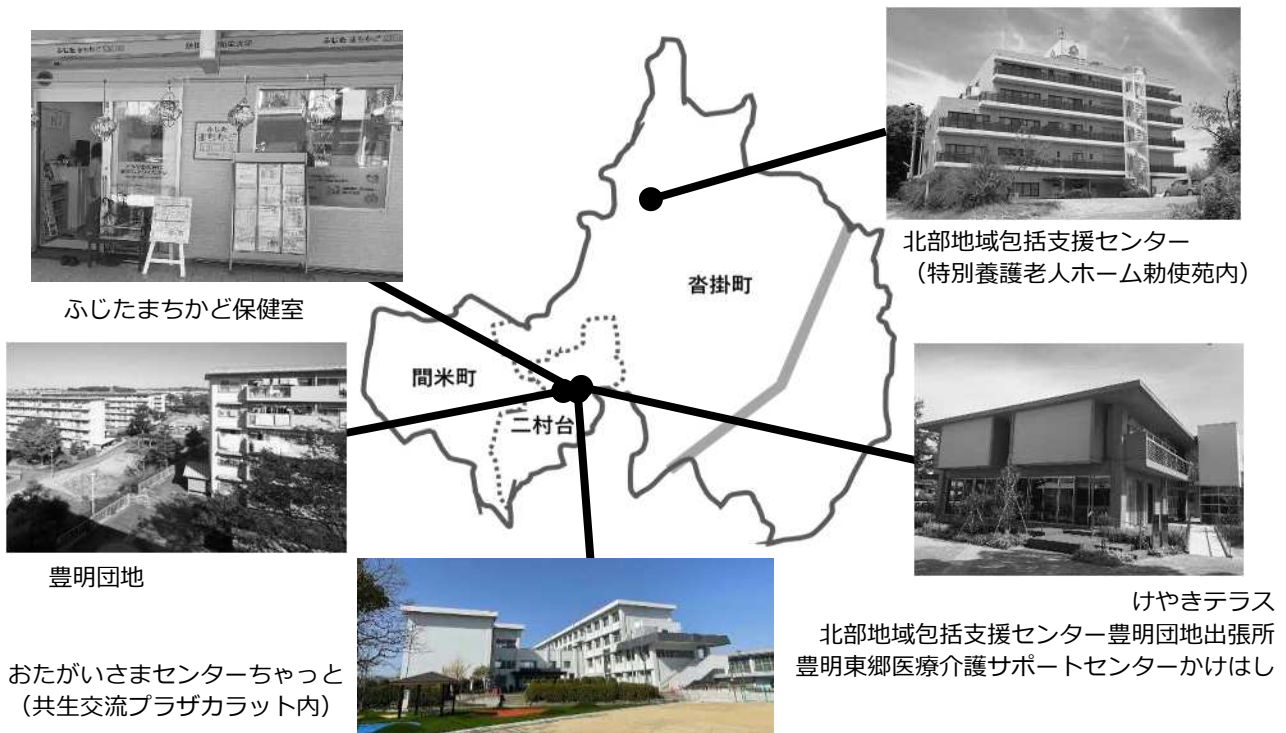 ふじたまちかど保健室
北部地域包括支援センター
（特別養護老人ホーム勅使苑内）
沓掛町
間米町
二村台
豊明団地
けやきテラス
北部地域包括支援センター豊明団地出張所
豊明東郷医療介護サポートセンターかけはし
おたがいさまセンターちゃっと
（共生交流プラザカラット内）